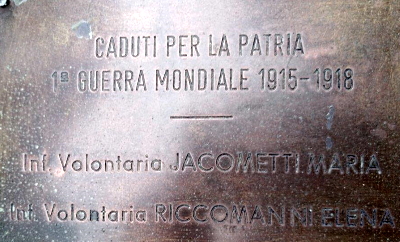 CADUTI PER LA PATRIA
1ª GUERRA MONDIALE 1915-1918
Inf. Volontaria JACOMETTI MARIA
Inf. Volontaria RICCOMANNI ELENA